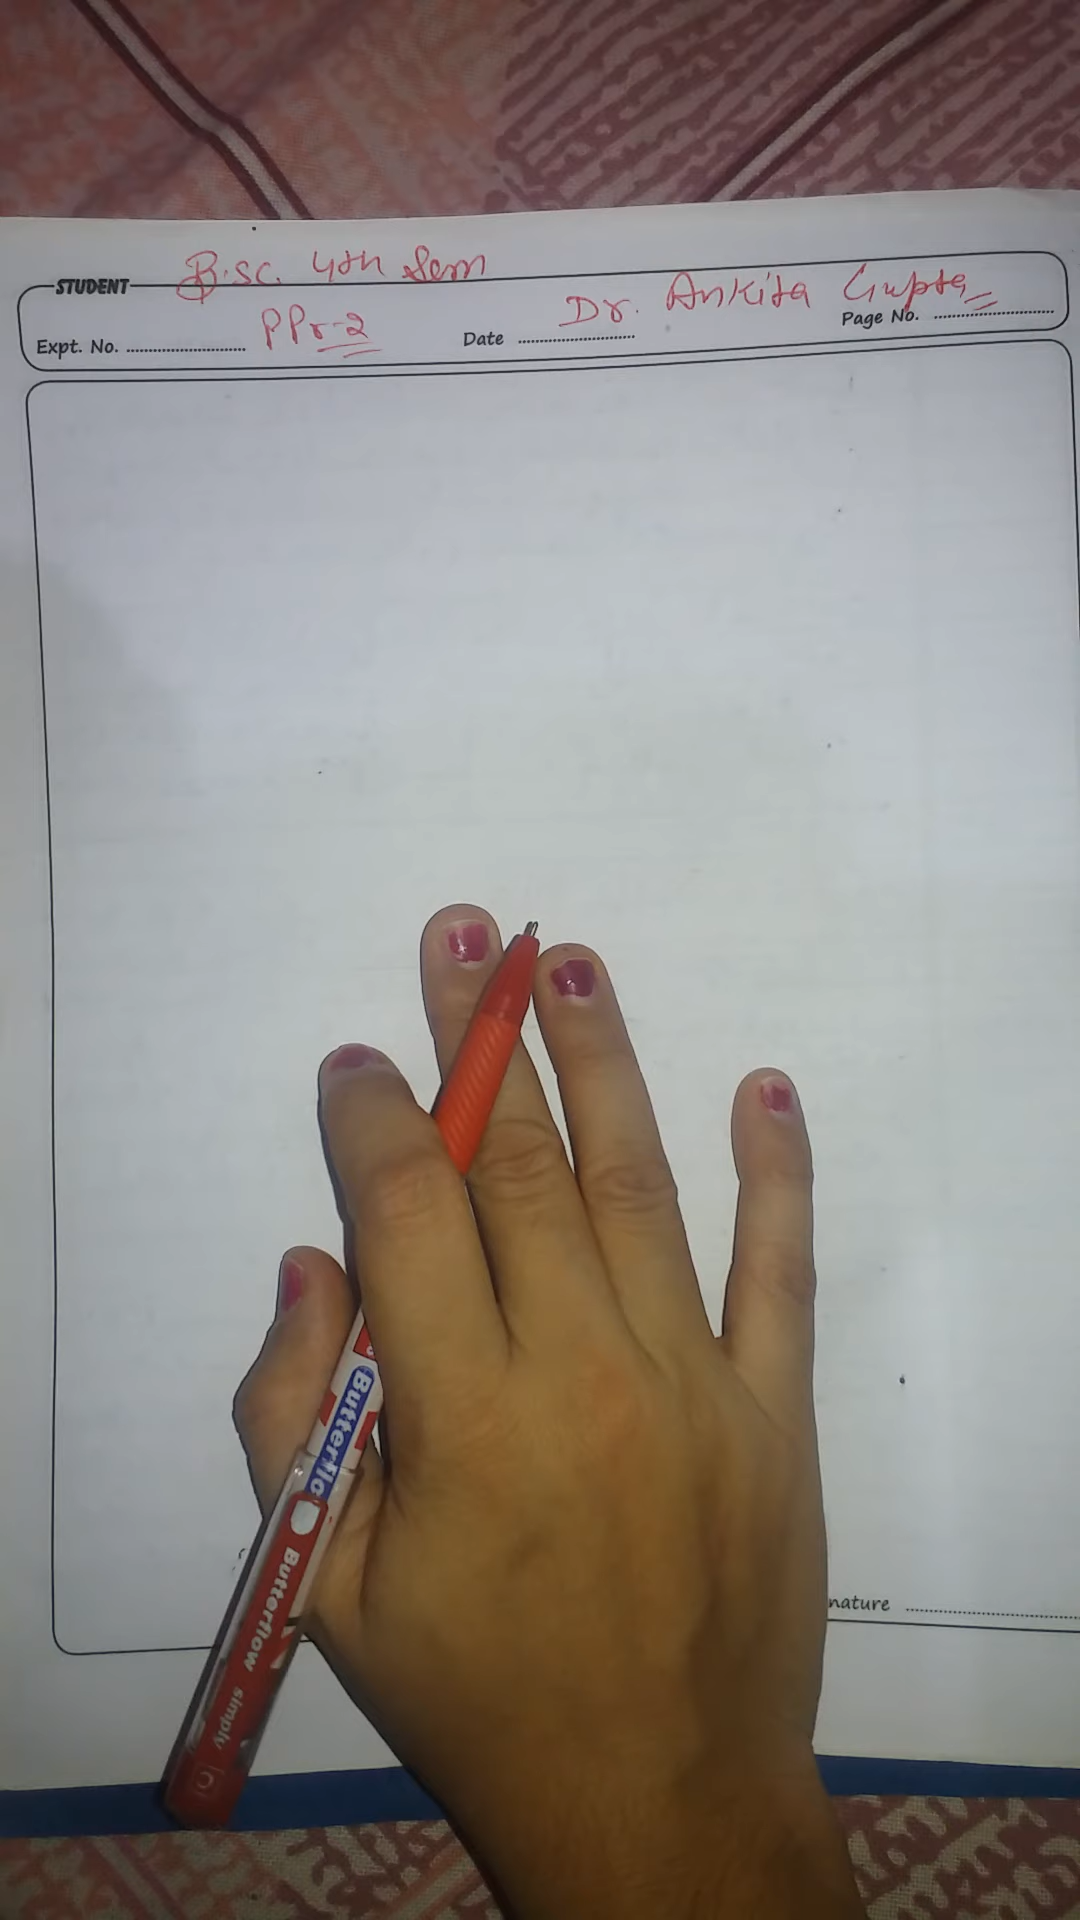 B.Sc. 4th Sem
STUDENT
PPr-2
Dr. Ankita Gupta
Expt. No. ........................
Date ........................
Page No. ........................
Butterflo
Butterflow simply
nature ........................